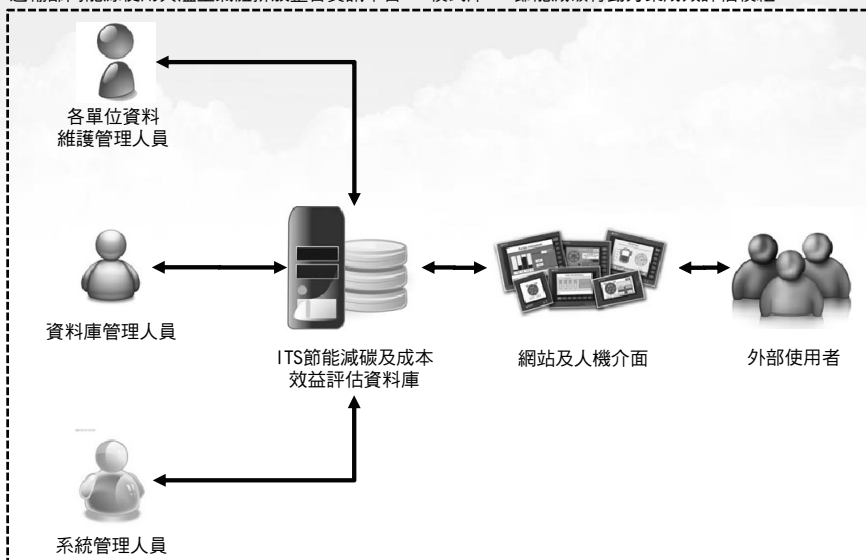 各單位資料
維護管理人員
資料庫管理人員
ITS節能減碳及成本
效益評估資料庫
網站及人機介面
外部使用者
系統管理人員